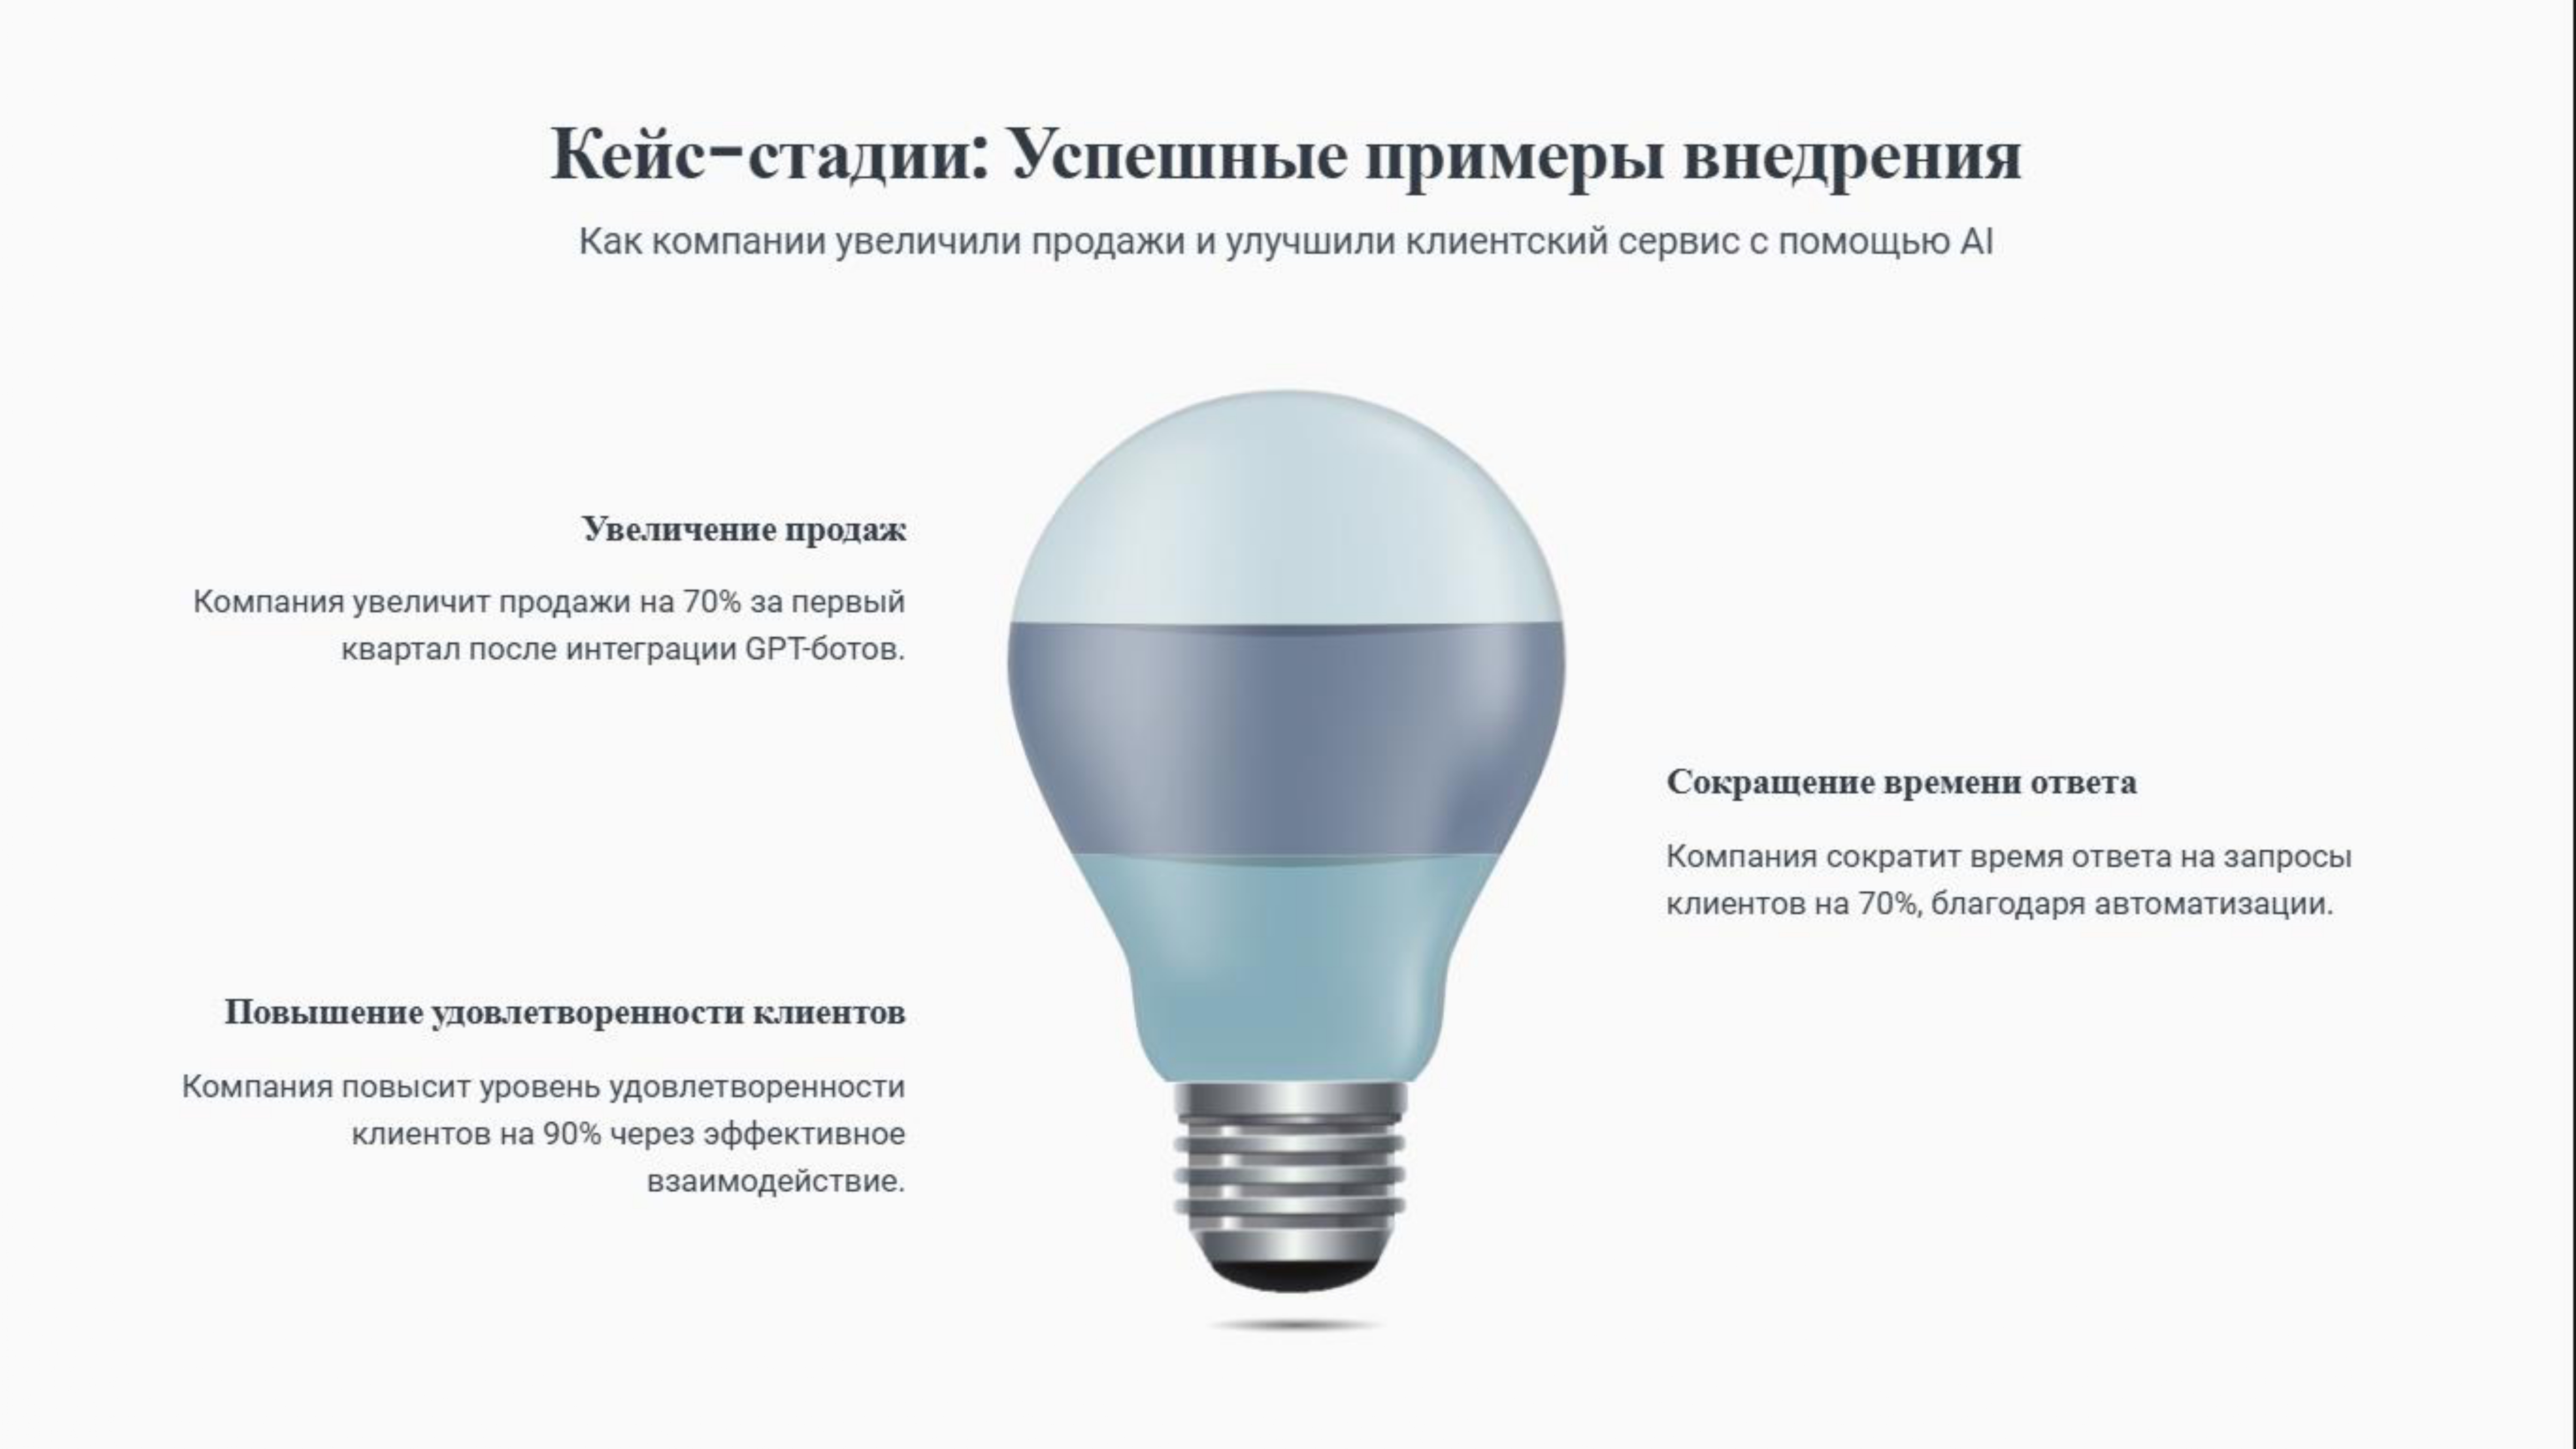 Кейс-стадии: Успешные примеры внедрения
Как компании увеличили продажи и улучшили клиентский сервис с помощью AI
Увеличение продаж
Компания увеличит продажи на 70% за первый
квартал после интеграции GPT-ботов.
Сокращение времени ответа
Компания сократит время ответа на запросы
клиентов на 70%, благодаря автоматизации.
Повышение удовлетворенности клиентов
Компания повысит уровень удовлетворенности
клиентов на 90% через эффективное
взаимодействие.